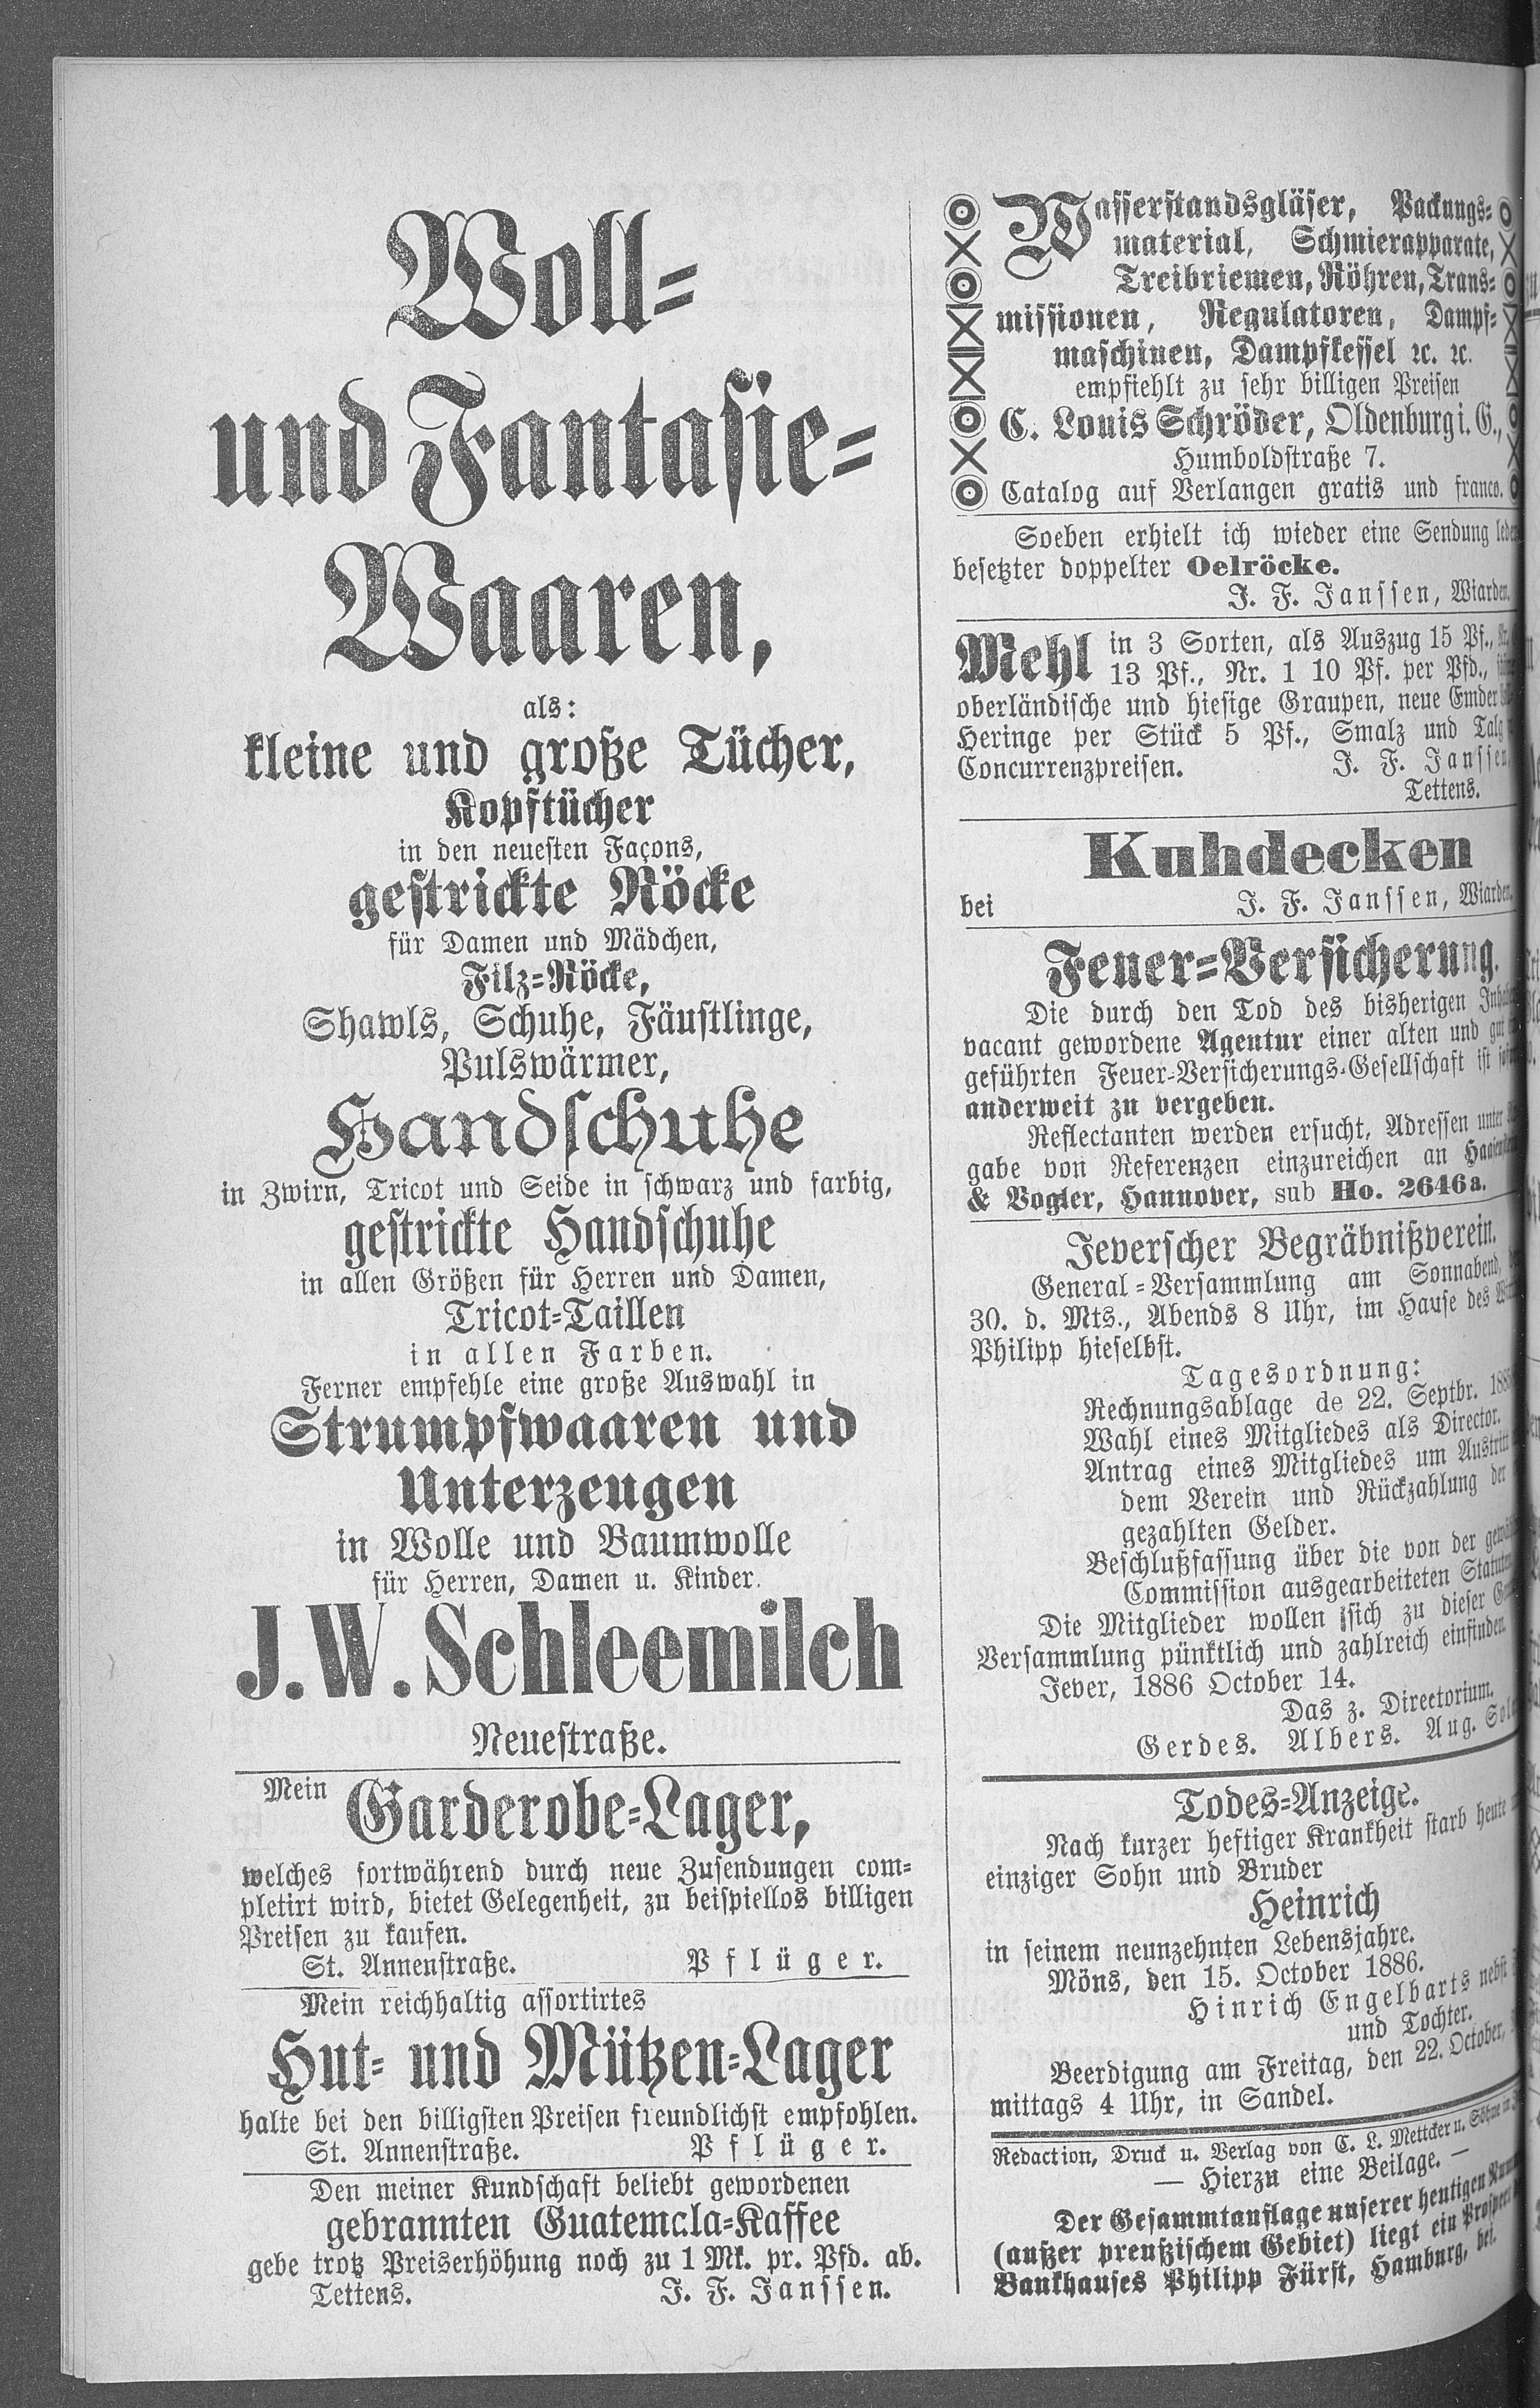 Woll-
und Fantasie-
Waaren,
als:
kleine und große Tücher,
Kopftücher
in den neuesten Façons,
gestrickte Röcke
für Damen und Mädchen,
Filz-Röcke,
Shawls, Schuhe, Fäustlinge,
Pulswärmer,
Handschuhe
in Zwirn, Tricot und Seide in schwarz und farbig,
gestrickte Handschuhe
in allen Größen für Herren und Damen,
Tricot-Taillen
in allen Farben.
Ferner empfehle eine große Auswahl in
Strumpfwaaren und
Unterzeugen
in Wolle und Baumwolle
für Herren, Damen u. Kinder.
J. W. Schleemilch
Neuestraße.
Mein Garderobe-Lager,
welches fortwährend durch neue Zusendungen com-
pletirt wird, bietet Gelegenheit, zu beispiellos billigen
Preisen zu kaufen.
St. Annenstraße. Pflüger.
Mein reichhaltig assortirtes
Hut- und Mützen-Lager
halte bei den billigsten Preisen freundlichst empfohlen.
St. Annenstraße. Pflüger.
Den meiner Kundschaft beliebt gewordenen
gebrannten Guatemala-Kaffee
gebe trotz Preiserhöhung noch zu 1 Mk. pr. Pfd. ab.
Tettens. J. F. Janssen.
Wasserstandsgläser, Packungs-
material, Schmierapparate,
Treibriemen, Röhren, Trans-
missionen, Regulatoren, Dampf-
maschinen, Dampfkessel ꝛc. ꝛc.
empfiehlt zu sehr billigen Preisen
C. Louis Schröder, Oldenburg i. G.,
Humboldstraße 7.
Catalog auf Verlangen gratis und franco.
Soeben erhielt ich wieder eine Sendung
besetzter doppelter Oelröcke.
J. F. Janssen, Wiarden.
Mehl in 3 Sorten, als Auszug 15 Pf.,
13 Pf., Nr. 1 10 Pf. per Pfd.,
oberländische und hiesige Graupen, neue Emder
Heringe per Stück 5 Pf., Smalz und Talg
Concurrenzpreisen. J. F. Janssen,
Tettens.
Kuhdecken
bei J. F. Janssen, Wiarden.
Feuer-Versicherung.
Die durch den Tod des bisherigen
vacant gewordene Agentur einer alten und gut
geführten Feuer-Versicherungs-Gesellschaft ist
anderweit zu vergeben.
Reflectanten werden ersucht, Adressen unter
gabe von Referenzen einzureichen an
& Vogler, Hannover, sub Ho. 2646a.
Jeverscher Begräbnißverein.
General-Versammlung am Sonnabend,
30. d. Mts., Abends 8 Uhr, im Hause des
Philipp hieselbst.
Tagesordnung:
Rechnungsablage de 22. Septbr.
Wahl eines Mitgliedes als Director.
Antrag eines Mitgliedes um Austritt
dem Verein und Rückzahlung der
gezahlten Gelder.
Beschlußfassung über die von der
Commission ausgearbeiteten Statuten
Die Mitglieder wollen sich zu dieser
Versammlung pünktlich und zahlreich einfinden.
Jever, 1886 October 14.
Das z. Directorium.
Gerdes. Albers. Aug.
Todes-Anzeige.
Nach kurzer heftiger Krankheit starb heute
einziger Sohn und Bruder
Heinrich
in seinem neunzehnten Lebensjahre.
Möns, den 15. October 1886.
Hinrich Engelbarts nebst
und Tochter.
Beerdigung am Freitag, den 22. October,
mittags 4 Uhr, in Sandel.
Redaction, Druck u. Verlag von C. L. Mettcker u. Söhne in
— Hierzu eine Beilage. —
Der Gesammtauflage unserer heutigen
(außer preußischem Gebiet) liegt ein Prospect
Bankhauses Philipp Fürst, Hamburg, bei.